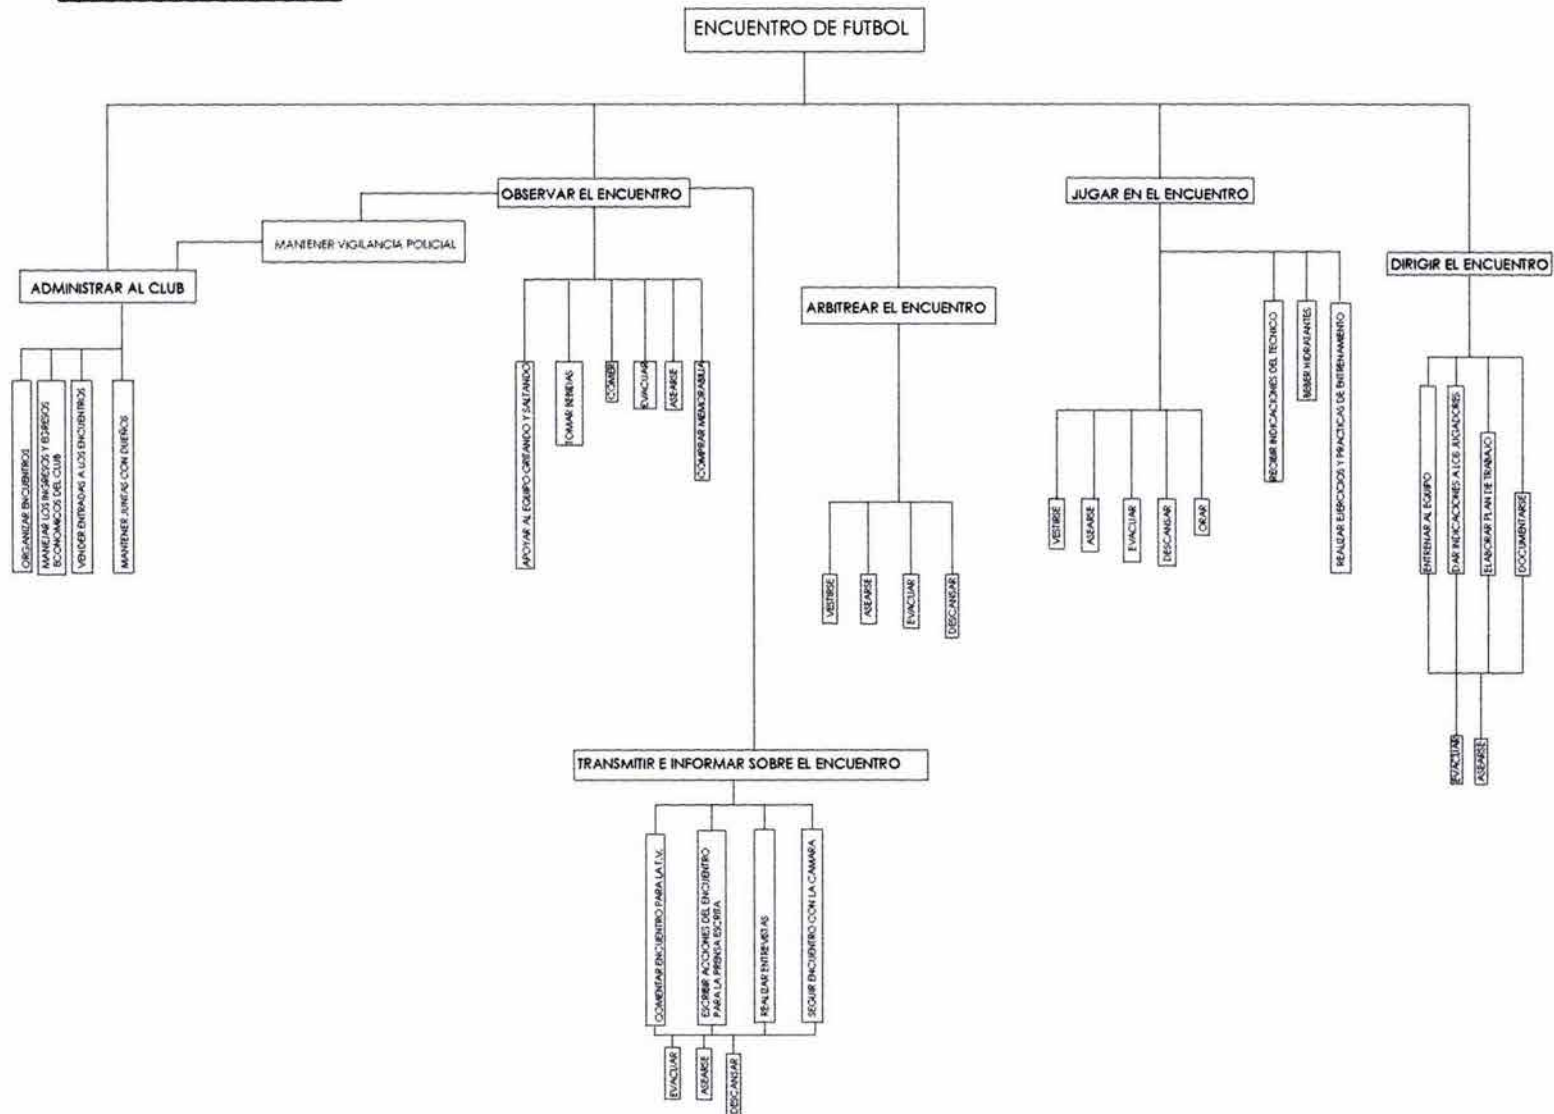 ENCUENTRO DE FUTBOL
OBSERVAR EL ENCUENTRO
JUGAR EN EL ENCUENTRO
MANTENER VIGILANCIA POLICIAL
DIRIGIR EL ENCUENTRO
ADMINISTRAR AL CLUB
ARBITREAR EL ENCUENTRO
ORGANIZAR ENCUENTROS
MANEJAR LOS INGRESOS Y EGRESOS
ECONOMICOS DEL CLUB
VENDER ENTRADAS A LOS ENCUENTROS
MANTENER JUNTAS CON DUEÑOS
APOYAR AL EQUIPO GRITANDO Y SALTANDO
TOMAR BEBIDAS
COMER
EVACUAR
ASEARSE
COMPRAR MEMORABILIA
VESTIRSE
ASEARSE
EVACUAR
DESCANSAR
VESTIRSE
ASEARSE
EVACUAR
DESCANSAR
ORAR
RECIBIR INDICACIONES DEL TECNICO
BEBER HIDRATANTES
REALIZAR EJERCICIOS Y PRACTICAS DE ENTRENAMIENTO
ENTRENAR AL EQUIPO
DAR INDICACIONES A LOS JUGADORES
ELABORAR PLAN DE TRABAJO
DOCUMENTARSE
EVACUAR
ASEARSE
TRANSMITIR E INFORMAR SOBRE EL ENCUENTRO
COMENTAR ENCUENTRO PARA LA T.V.
ESCRIBIR ACCIONES DEL ENCUENTRO
PARA LA PRENSA ESCRITA
REALIZAR ENTREVISTAS
SEGUIR ENCUENTRO CON LA CAMARA
EVACUAR
ASEARSE
DESCANSAR